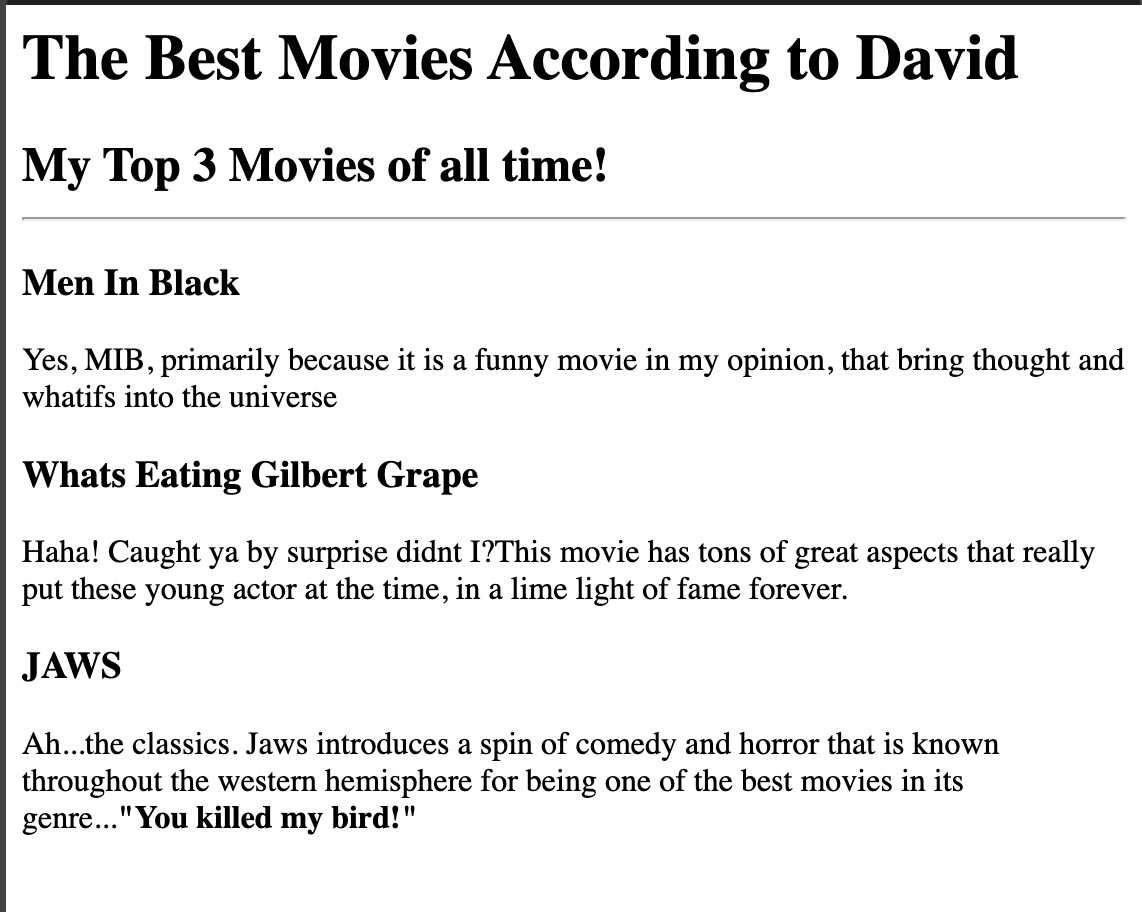 The Best Movies According to David
My Top 3 Movies of all time!
Men In Black
Yes, MIB, primarily because it is a funny movie in my opinion, that bring thought and
whatifs into the universe
Whats Eating Gilbert Grape
Haha! Caught ya by surprise didnt I?This movie has tons of great aspects that really
put these young actor at the time, in a lime light of fame forever.
JAWS
Ah...the classics. Jaws introduces a spin of comedy and horror that is known
throughout the western hemisphere for being one of the best movies in its
genre..."You killed my bird!"